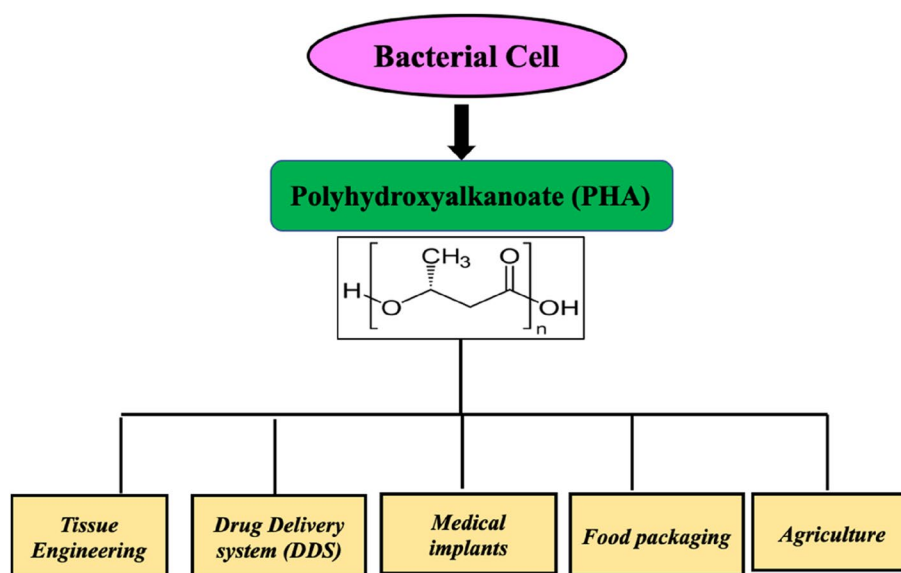 Bacterial Cell
Polyhydroxyalkanoate (PHA)
CH3
O
H
O
OH
n
Tissue
Engineering
Drug Delivery
system (DDS)
Medical
implants
Food packaging
Agriculture